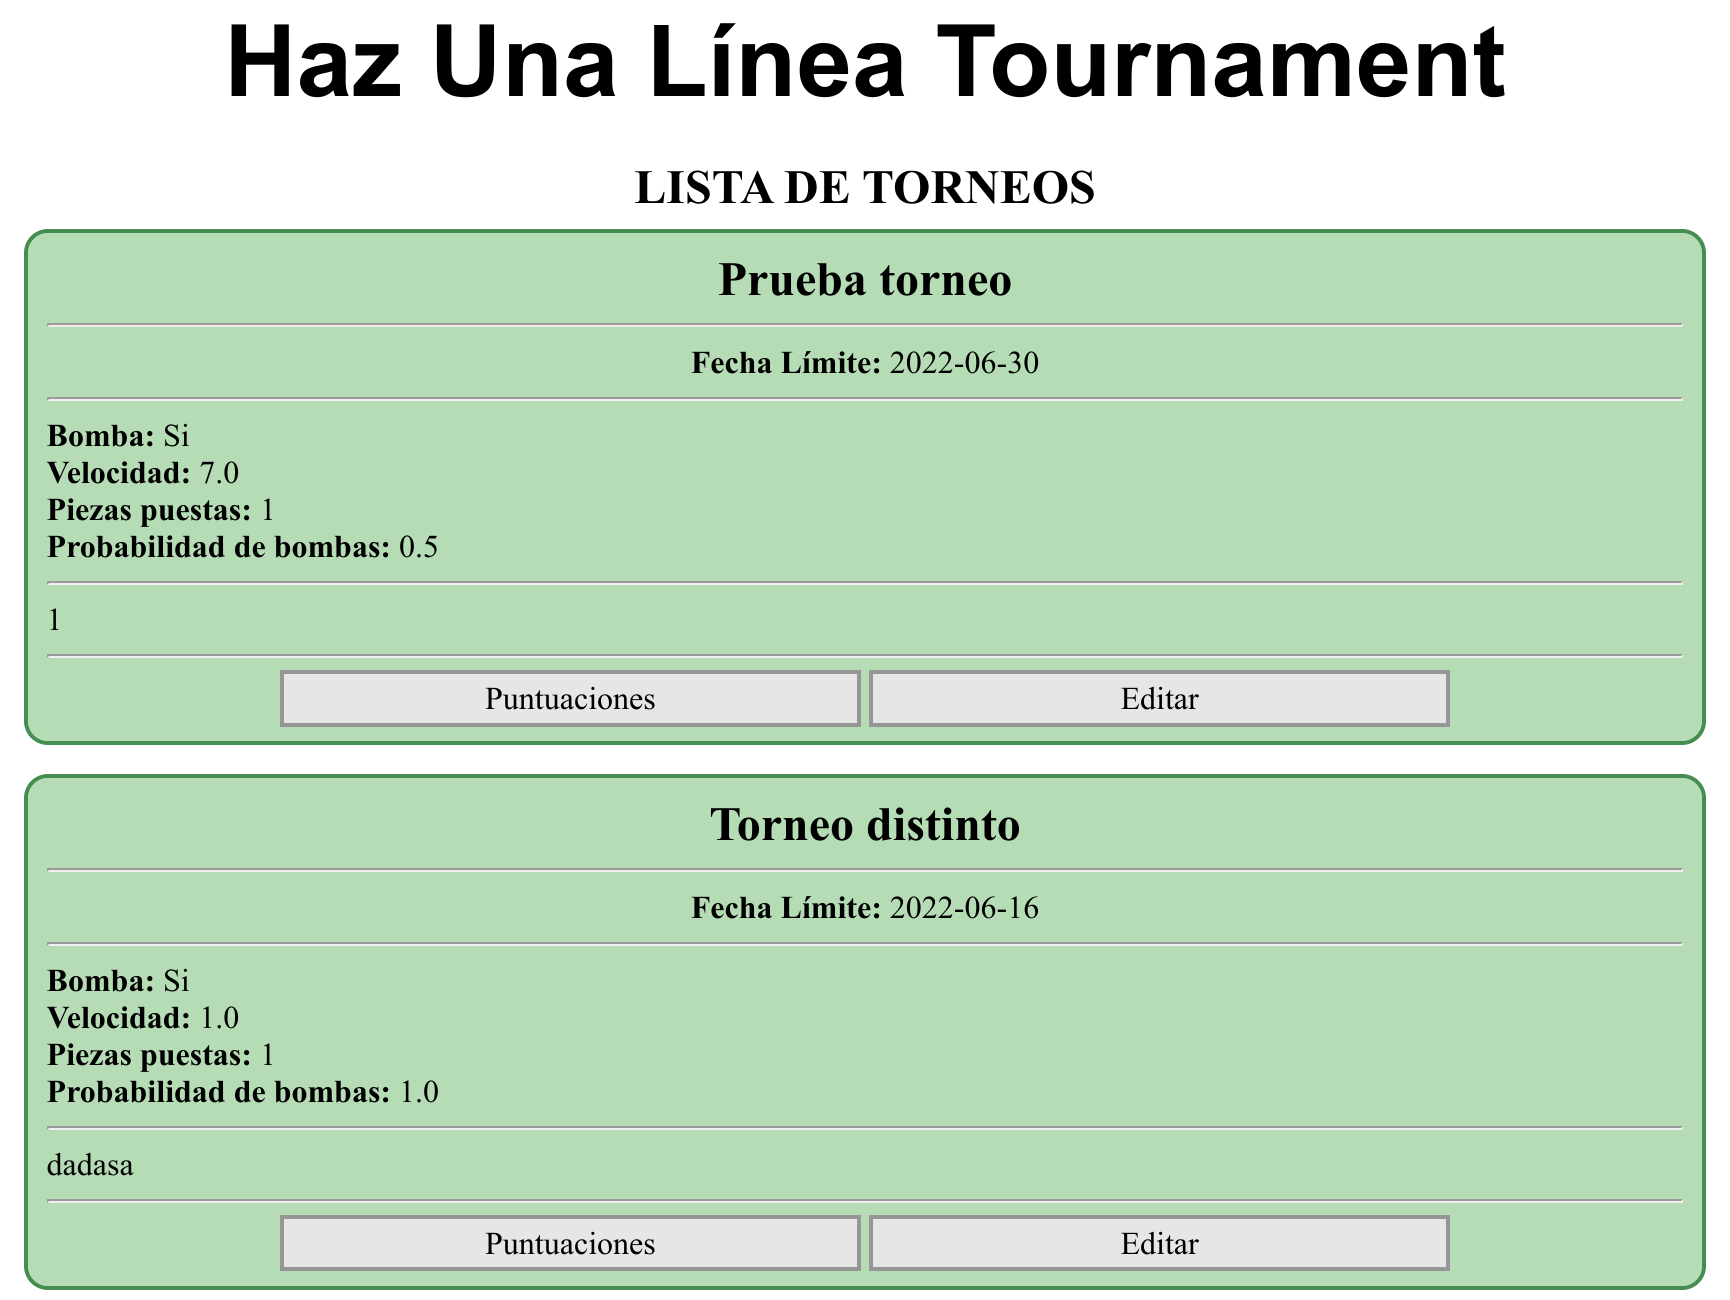 Haz Una Línea Tournament
LISTA DE TORNEOS
Prueba torneo
Fecha Límite: 2022-06-30
Bomba: Si
Velocidad: 7.0
Piezas puestas: 1
Probabilidad de bombas: 0.5
1
Puntuaciones Editar
Torneo distinto
Fecha Límite: 2022-06-16
Bomba: Si
Velocidad: 1.0
Piezas puestas: 1
Probabilidad de bombas: 1.0
dadasa
Puntuaciones Editar